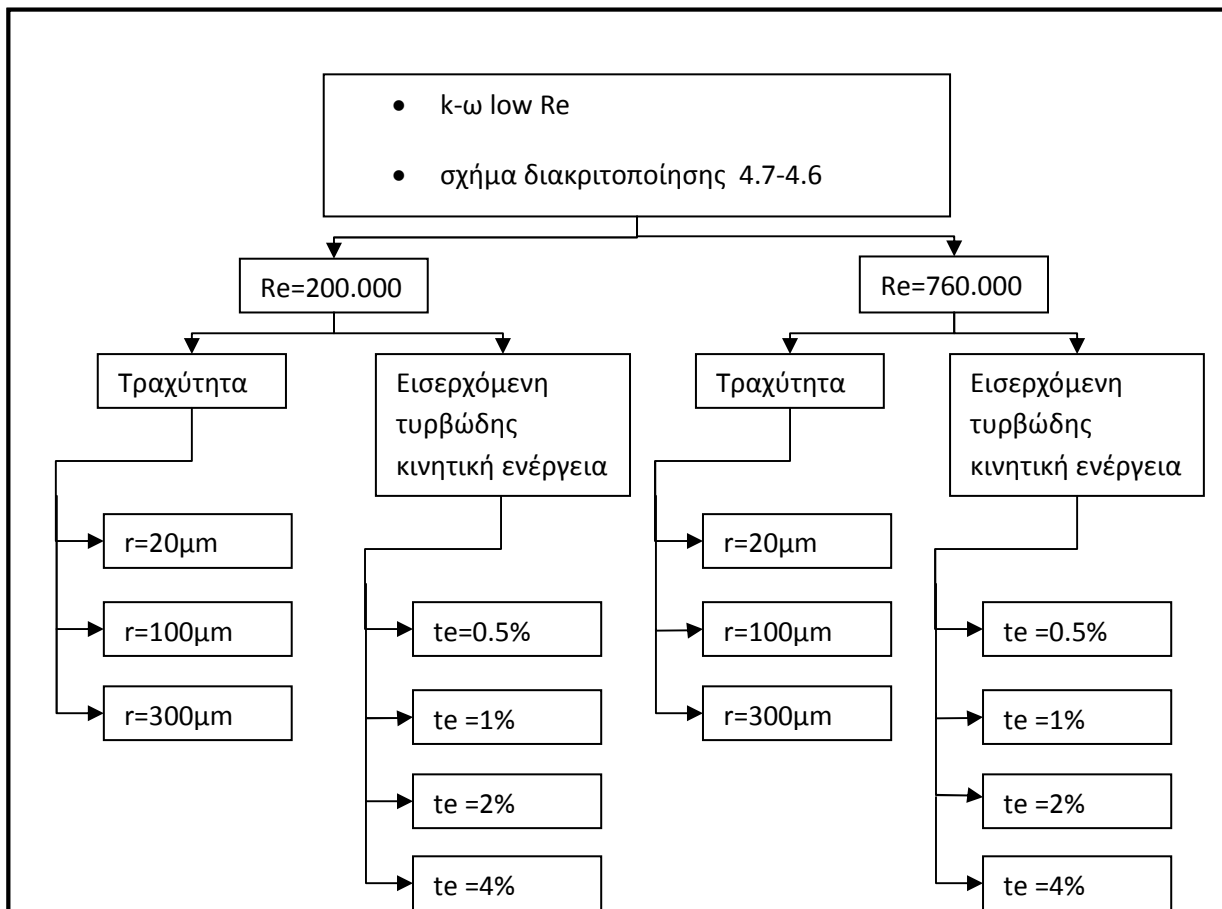 • k-ω low Re
• σχήμα διακριτοποίησης 4.7-4.6
Re=200.000
Re=760.000
Τραχύτητα
Εισερχόμενη
τυρβώδης
κινητική ενέργεια
Τραχύτητα
Εισερχόμενη
τυρβώδης
κινητική ενέργεια
r=20μm
r=100μm
r=300μm
te=0.5%
te =1%
te =2%
te =4%
r=20μm
r=100μm
r=300μm
te =0.5%
te =1%
te =2%
te =4%